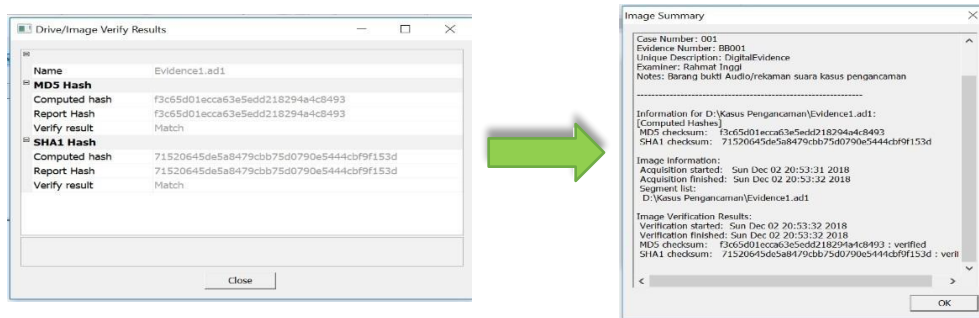 Drive/Image Verify Results
Name Evidence1.ad1
MD5 Hash
Computed hash f3c65d01ecca63e5edd218294a4c8493
Report Hash f3c65d01ecca63e5edd218294a4c8493
Verify result Match
SHA1 Hash
Computed hash 71520645de5a8479cbb75d0790e5444cbf9f153d
Report Hash 71520645de5a8479cbb75d0790e5444cbf9f153d
Verify result Match
Close
Image Summary
Case Number: 001
Evidence Number: BB001
Unique Description: DigitalEvidence
Examiner: Rahmat Inggi
Notes: Barang bukti Audio/rekaman suara kasus pengancaman
--------------------------------------------------------------
Information for D:\Kasus Pengancaman\Evidence1.ad1:
[Computed Hashes]
MD5 checksum: f3c65d01ecca63e5edd218294a4c8493
SHA1 checksum: 71520645de5a8479cbb75d0790e5444cbf9f153d
Image Information:
Acquisition started: Sun Dec 02 20:53:31 2018
Acquisition finished: Sun Dec 02 20:53:32 2018
Segment list:
D:\Kasus Pengancaman\Evidence1.ad1
Image Verification Results:
Verification started: Sun Dec 02 20:53:32 2018
Verification finished: Sun Dec 02 20:53:32 2018
MD5 checksum: f3c65d01ecca63e5edd218294a4c8493 : verified
SHA1 checksum: 71520645de5a8479cbb75d0790e5444cbf9f153d : veri
OK